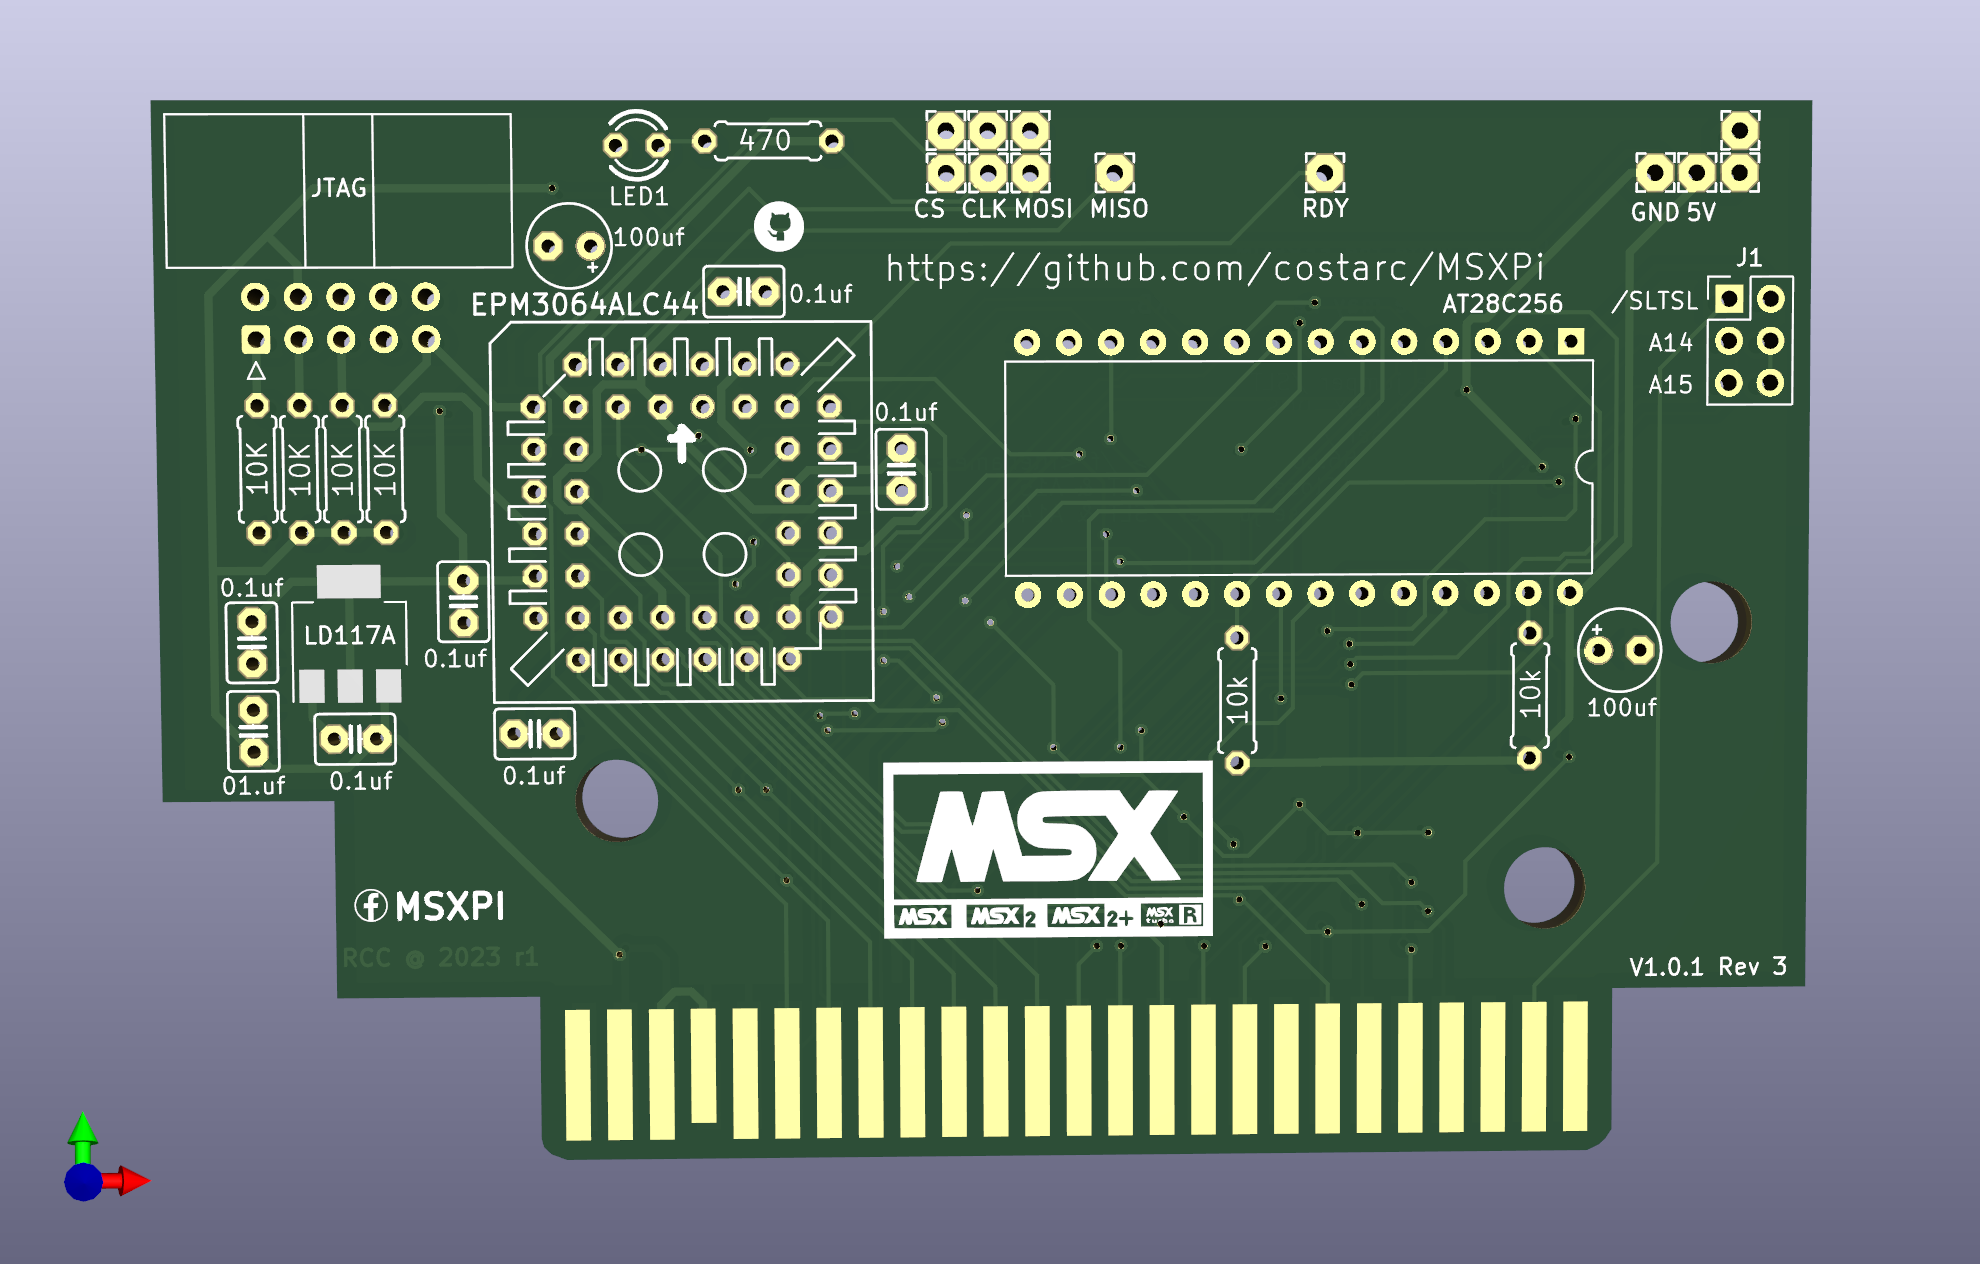 JTAG
LED1
470
CS CLK MOSI MISO RDY GND 5V
100uf
https://github.com/costarc/MSXPi
J1
0.1uf
EPM3064ALC44
AT28C256
/SLTSL
A14
A15
0.1uf
10K 10K 10K 10K
0.1uf
LD117A
0.1uf
10k
10k
100uf
01.uf
0.1uf
0.1uf
MSX
MSXPI
MSX MSX2 MSX2+ MSX turbo R
RCC @ 2023 r1
V1.0.1 Rev 3